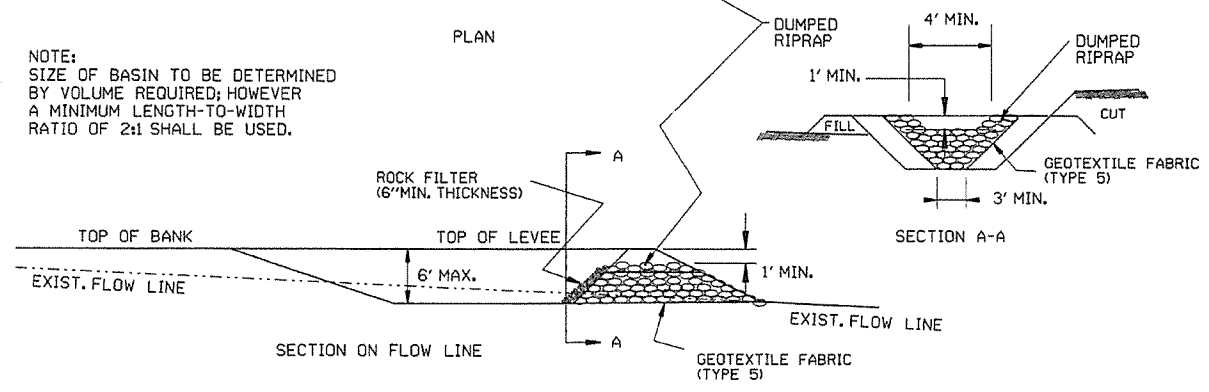 PLAN
NOTE:
SIZE OF BASIN TO BE DETERMINED
BY VOLUME REQUIRED; HOWEVER
A MINIMUM LENGTH-TO-WIDTH
RATIO OF 2:1 SHALL BE USED.
DUMPED
RIPRAP
4' MIN.
DUMPED
RIPRAP
1' MIN.
FILL
CUT
GEOTEXTILE FABRIC
(TYPE 5)
3' MIN.
SECTION A-A
A
ROCK FILTER
(6"MIN. THICKNESS)
TOP OF BANK
TOP OF LEVEE
6' MAX.
1' MIN.
EXIST. FLOW LINE
EXIST. FLOW LINE
A
SECTION ON FLOW LINE
GEOTEXTILE FABRIC
(TYPE 5)